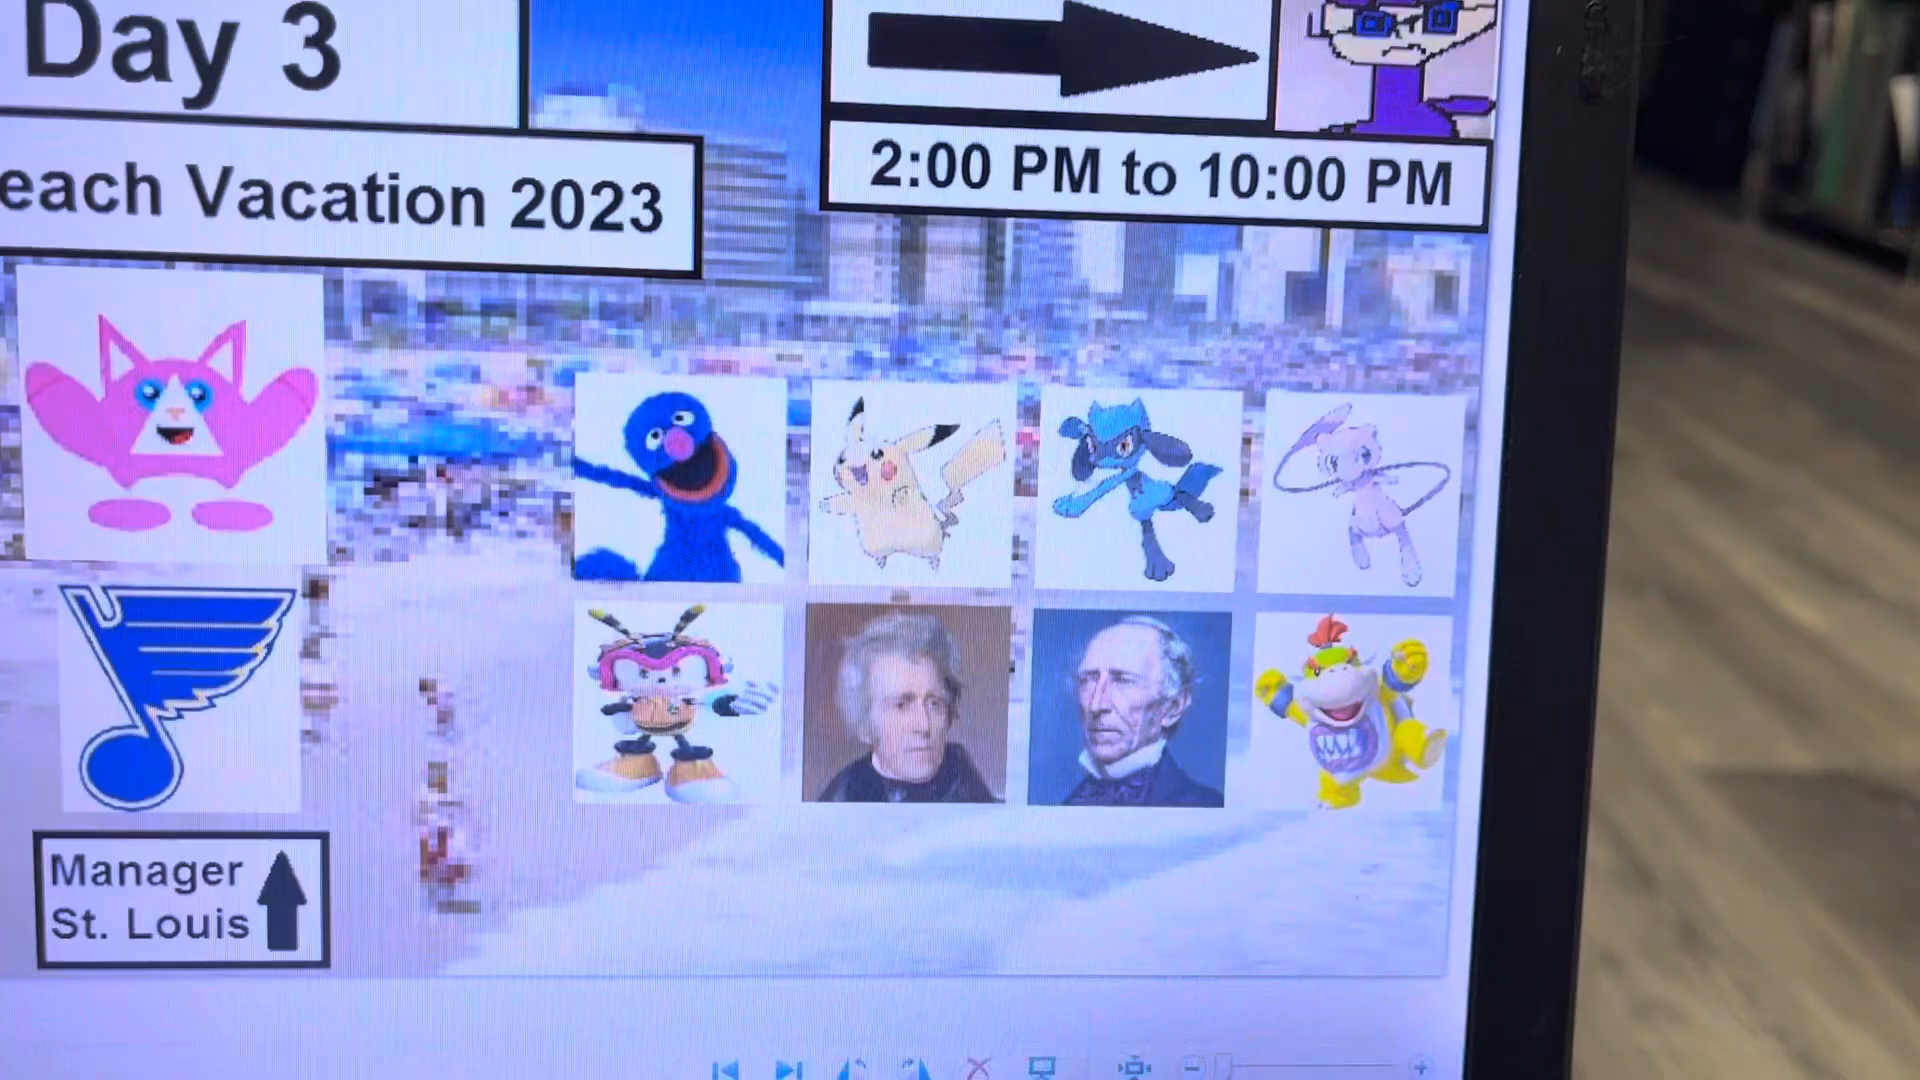 Day 3
each Vacation 2023
2:00 PM to 10:00 PM
Manager
St. Louis